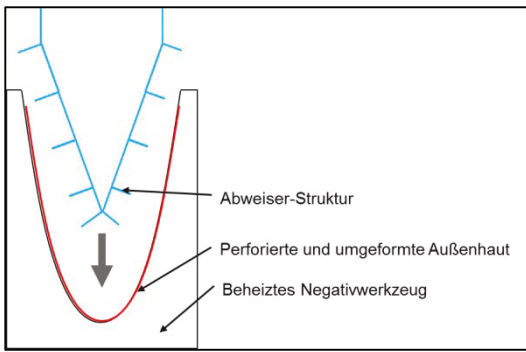 Abweiser-Struktur
Perforierte und umgeformte Außenhaut
Beheiztes Negativwerkzeug